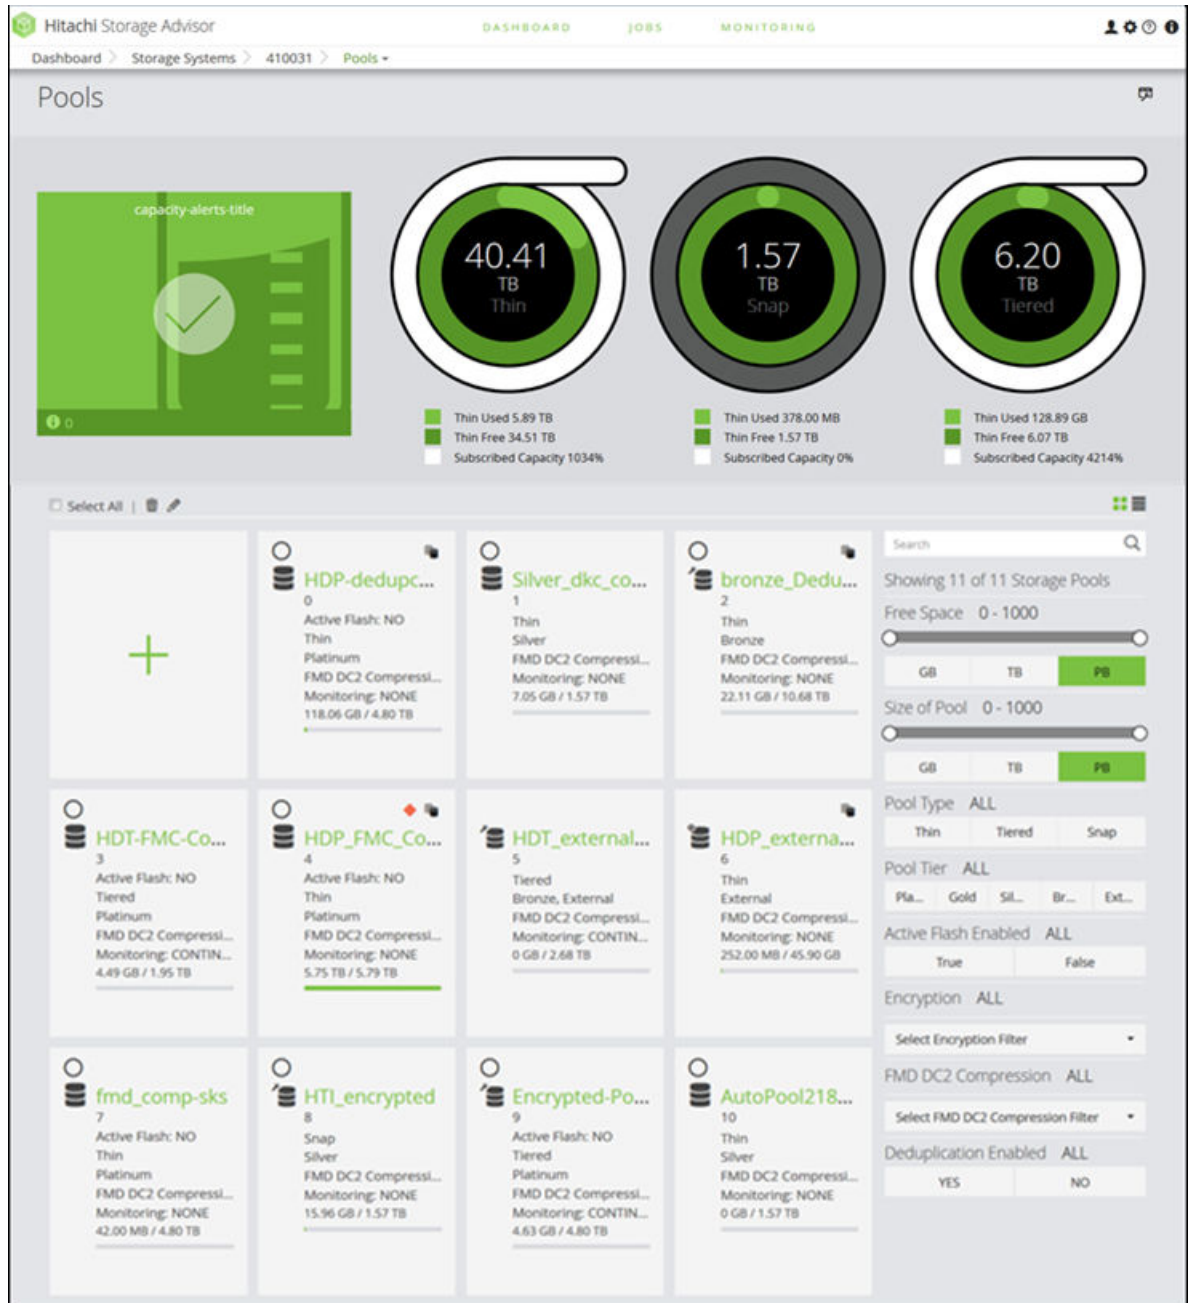 Hitachi Storage Advisor
DASHBOARD JOBS MONITORING
Dashboard Storage Systems 410031 Pools
Pools
capacity-alerts-title
0
40.41
TB
Thin
Thin Used 5.89 TB
Thin Free 34.51 TB
Subscribed Capacity 1034%
1.57
TB
Snap
Thin Used 378.00 MB
Thin Free 1.57 TB
Subscribed Capacity 0%
6.20
TB
Tiered
Thin Used 128.89 GB
Thin Free 6.07 TB
Subscribed Capacity 4214%
Select All |
HDP-dedupc...
0
Active Flash: NO
Thin
Platinum
FMD DC2 Compressi...
Monitoring: NONE
118.06 GB / 4.80 TB
Silver_dkc_co...
1
Thin
Silver
FMD DC2 Compressi...
Monitoring: NONE
7.05 GB / 1.57 TB
bronze_Dedu...
2
Thin
Bronze
FMD DC2 Compressi...
Monitoring: NONE
22.11 GB / 10.68 TB
HDT-FMC-Co...
3
Active Flash: NO
Tiered
Platinum
FMD DC2 Compressi...
Monitoring: CONTIN...
4.49 GB / 1.95 TB
HDP_FMC_Co...
4
Active Flash: NO
Thin
Platinum
FMD DC2 Compressi...
Monitoring: NONE
5.75 TB / 5.79 TB
HDT_external...
5
Tiered
Bronze, External
FMD DC2 Compressi...
Monitoring: CONTIN...
0 GB / 2.68 TB
HDP_externa...
6
Thin
External
FMD DC2 Compressi...
Monitoring: NONE
252.00 MB / 45.90 GB
fmd_comp-sks
7
Active Flash: NO
Thin
Platinum
FMD DC2 Compressi...
Monitoring: NONE
42.00 MB / 4.80 TB
HTI_encrypted
8
Snap
Silver
FMD DC2 Compressi...
Monitoring: NONE
15.96 GB / 1.57 TB
Encrypted-Po...
9
Active Flash: NO
Tiered
Platinum
FMD DC2 Compressi...
Monitoring: CONTIN...
4.63 GB / 4.80 TB
AutoPool218...
10
Thin
Silver
FMD DC2 Compressi...
Monitoring: NONE
0 GB / 1.57 TB
Search
Showing 11 of 11 Storage Pools
Free Space 0 - 1000
GB TB PB
Size of Pool 0 - 1000
GB TB PB
Pool Type ALL
Thin Tiered Snap
Pool Tier ALL
Pla... Gold Sil... Br... Ext...
Active Flash Enabled ALL
True False
Encryption ALL
Select Encryption Filter
FMD DC2 Compression ALL
Select FMD DC2 Compression Filter
Deduplication Enabled ALL
YES NO